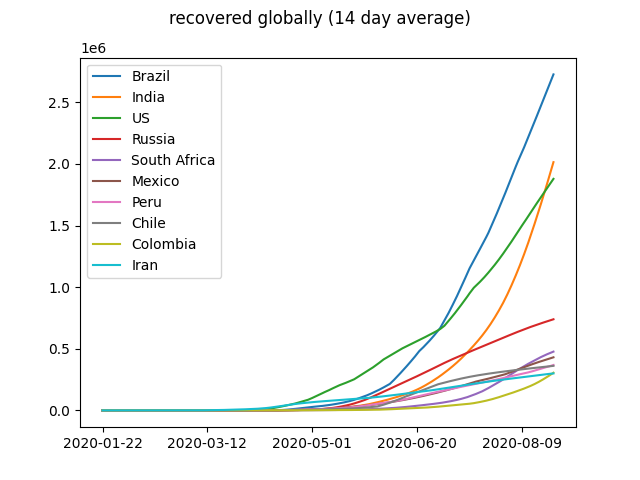 recovered globally (14 day average)
1e6
2.5
2.0
1.5
1.0
0.5
0.0
Brazil
India
US
Russia
South Africa
Mexico
Peru
Chile
Colombia
Iran
2020-01-22 2020-03-12 2020-05-01 2020-06-20 2020-08-09